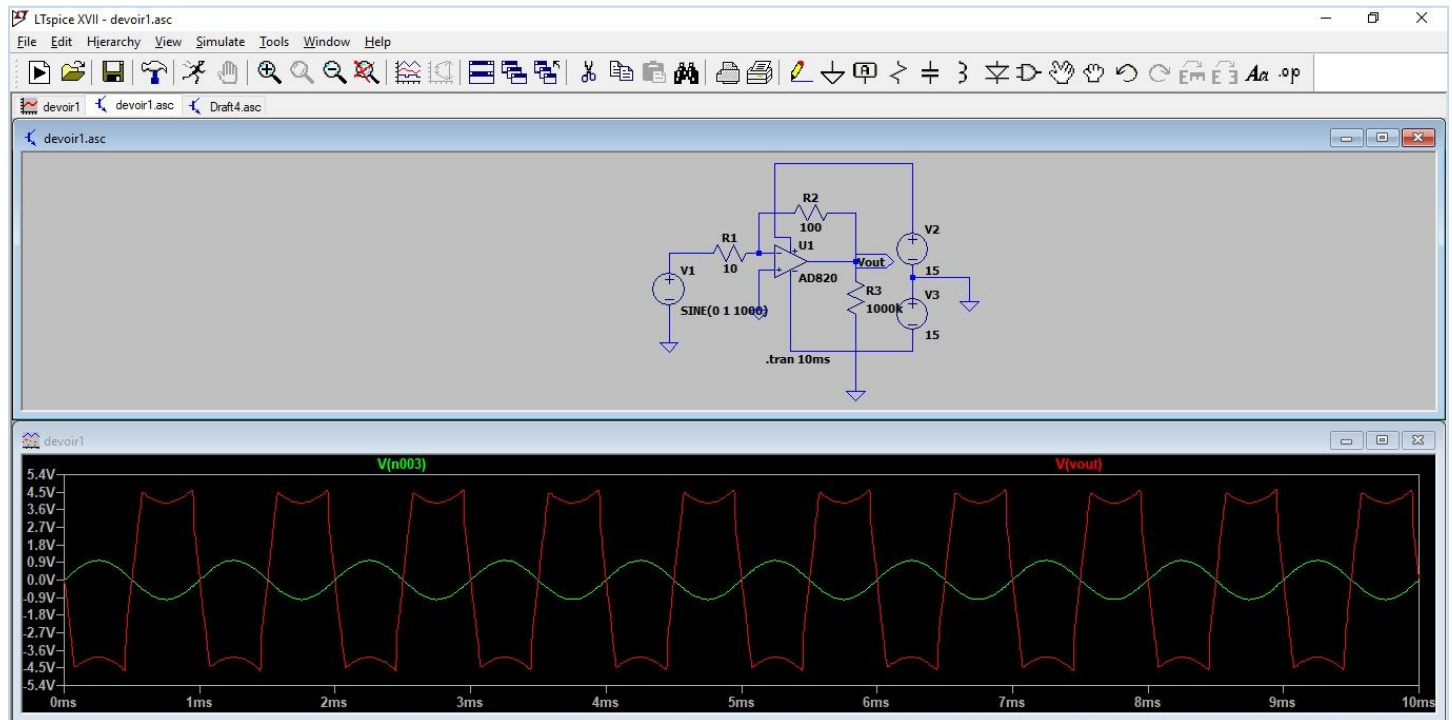 LTspice XVII - devoir1.asc
File Edit Hierarchy View Simulate Tools Window Help
Aa .op
devoir1 devoir1.asc Draft4.asc
devoir1.asc
R2
100
V2
R1
U1
10
V1
AD820
Vout
15
R3
V3
SINE(0 1 1000)
1000k
15
.tran 10ms
devoir1
V(n003) V(vout)
5.4V
4.5V
3.6V
2.7V
1.8V
0.9V
0.0V
-0.9V
-1.8V
-2.7V
-3.6V
-4.5V
-5.4V
0ms 1ms 2ms 3ms 4ms 5ms 6ms 7ms 8ms 9ms 10ms